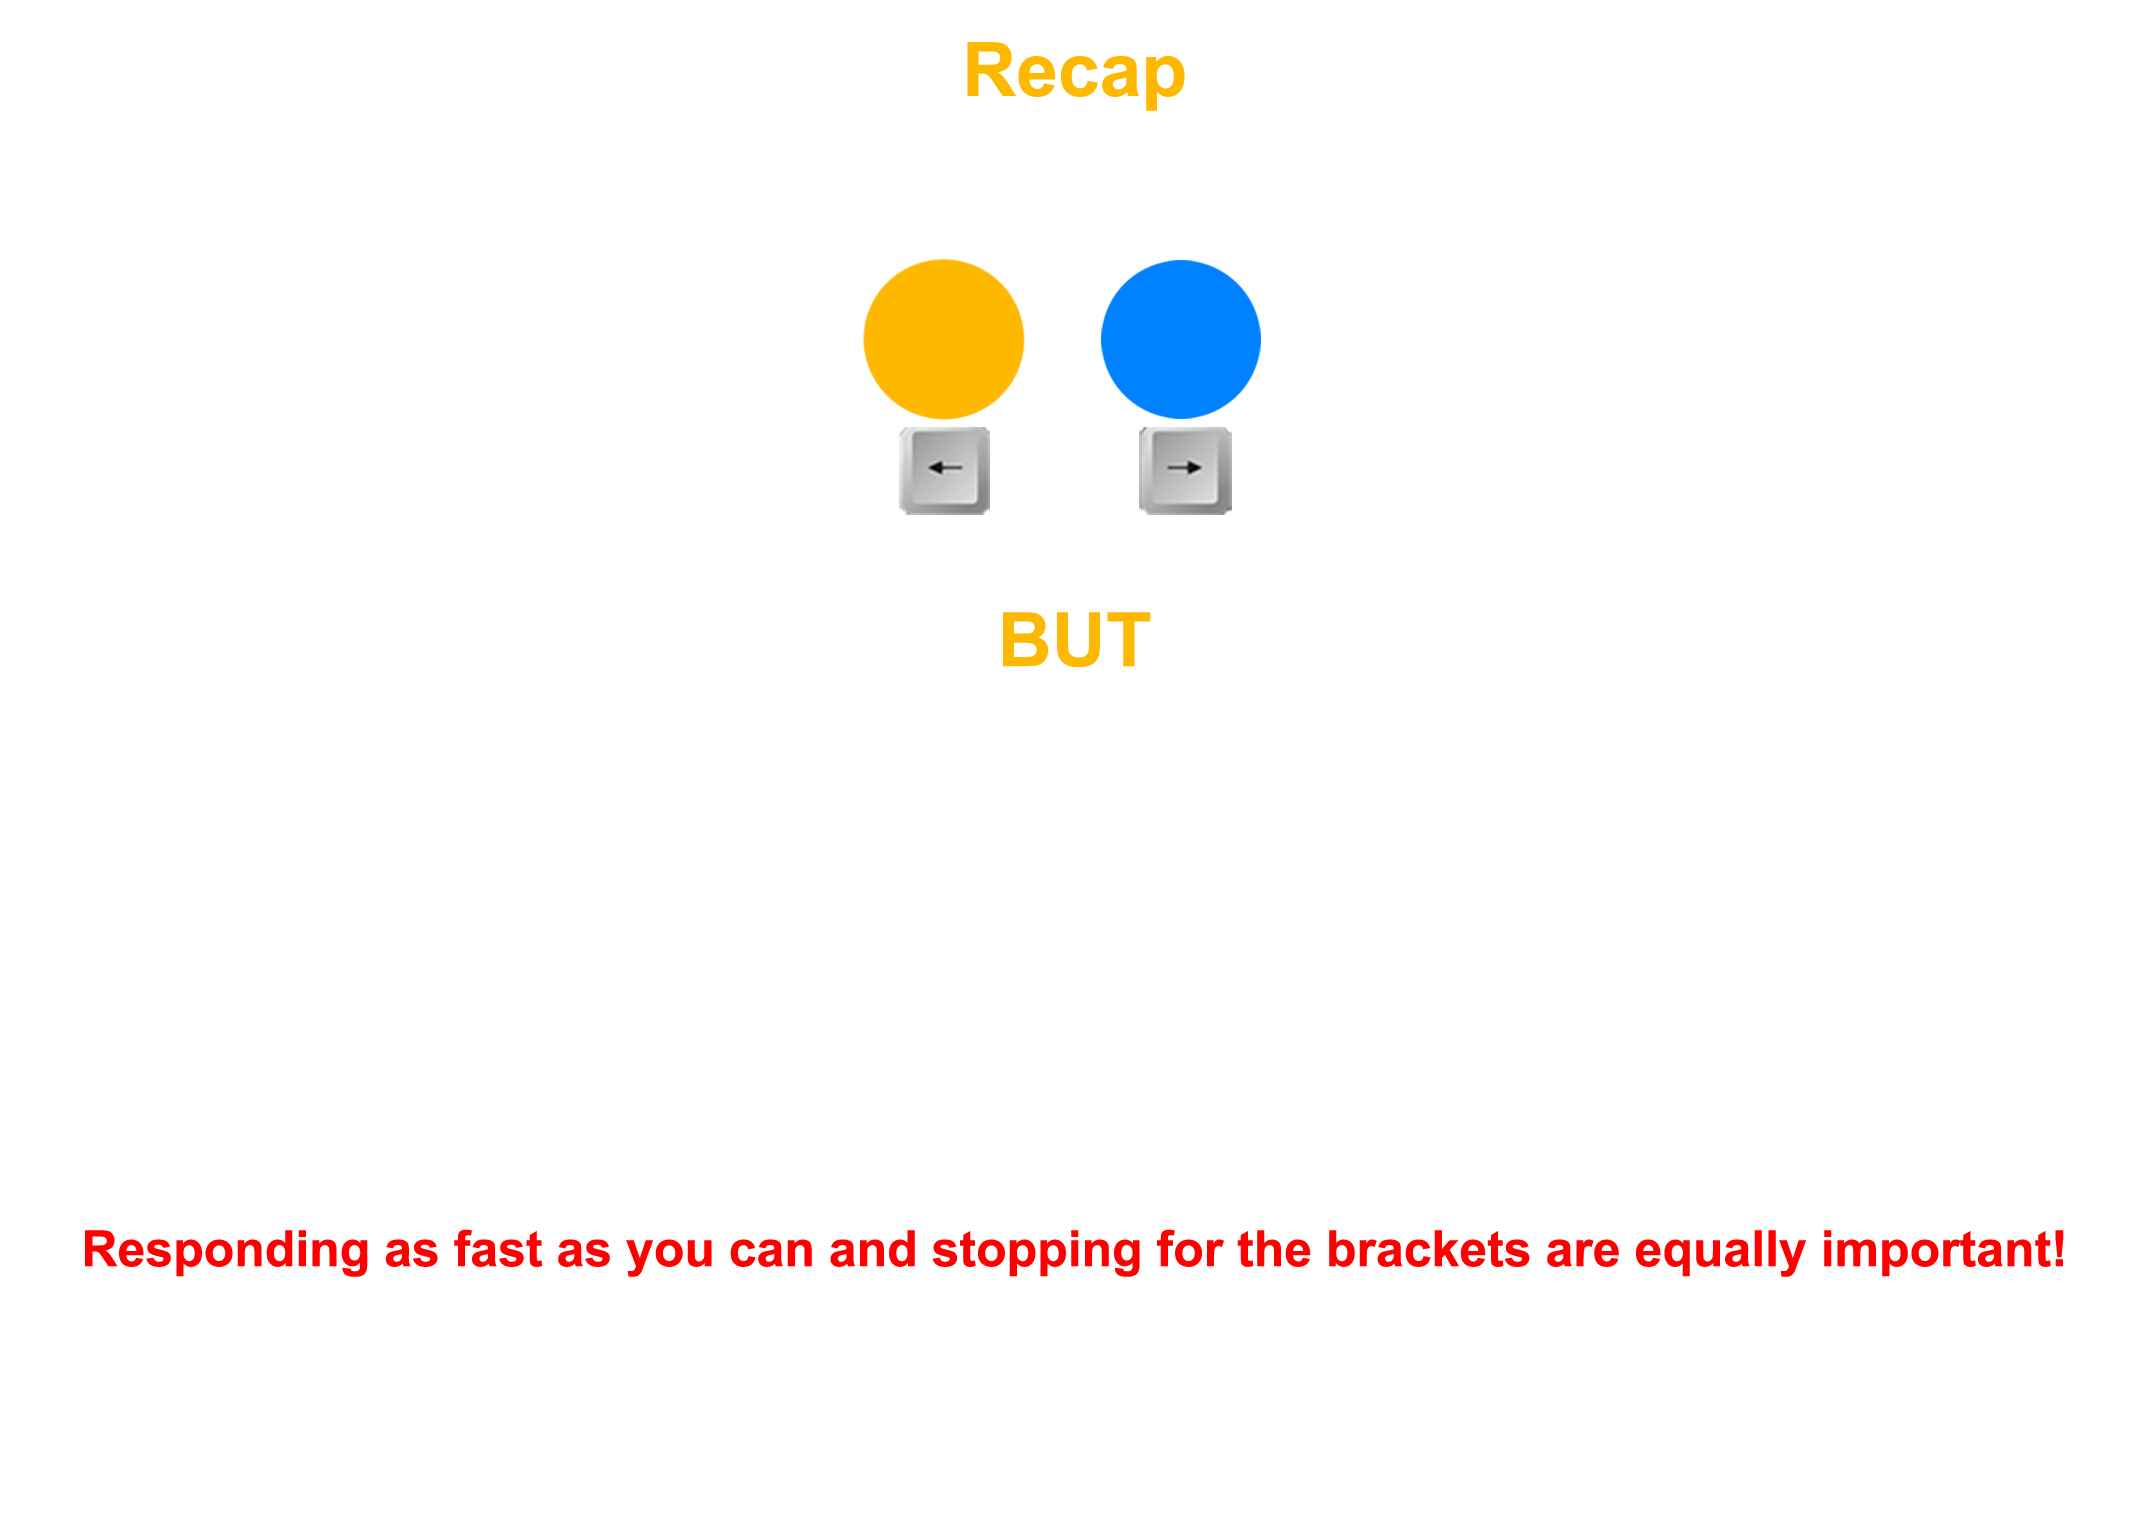 Recap
←
→
BUT
Responding as fast as you can and stopping for the brackets are equally important!